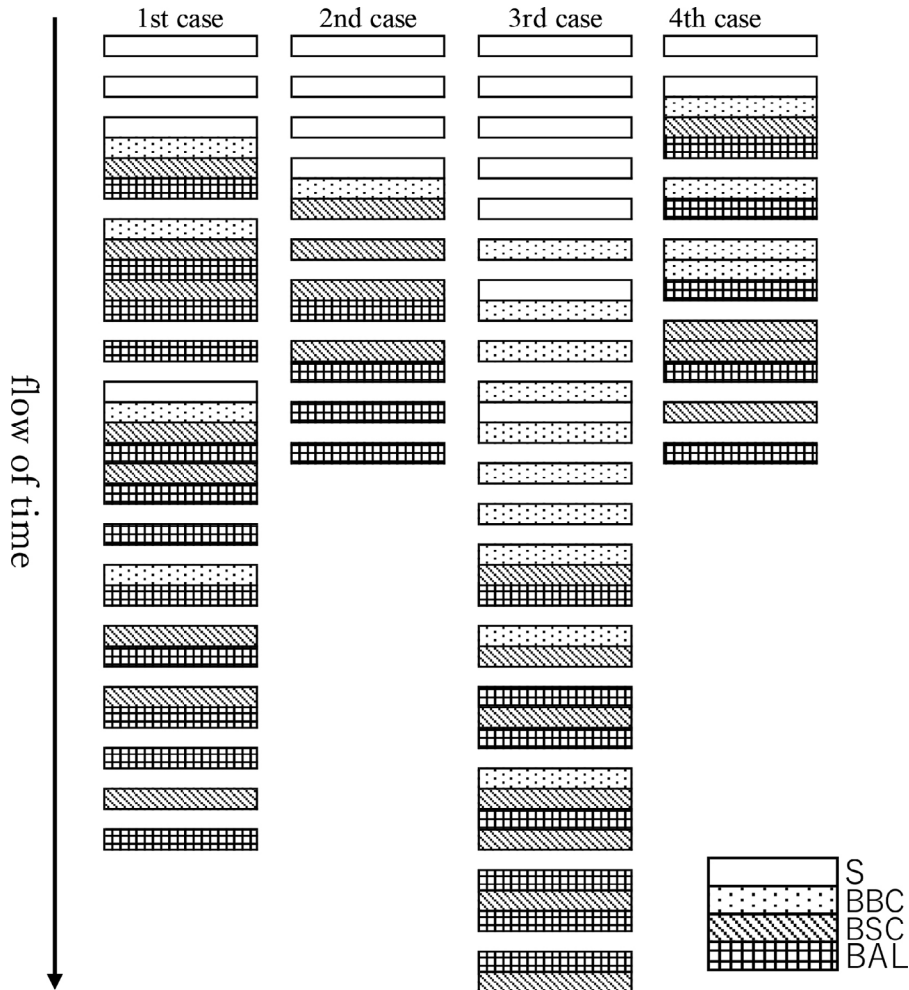 1st case
2nd case
3rd case
4th case
flow of time
S
BBC
BSC
BAL